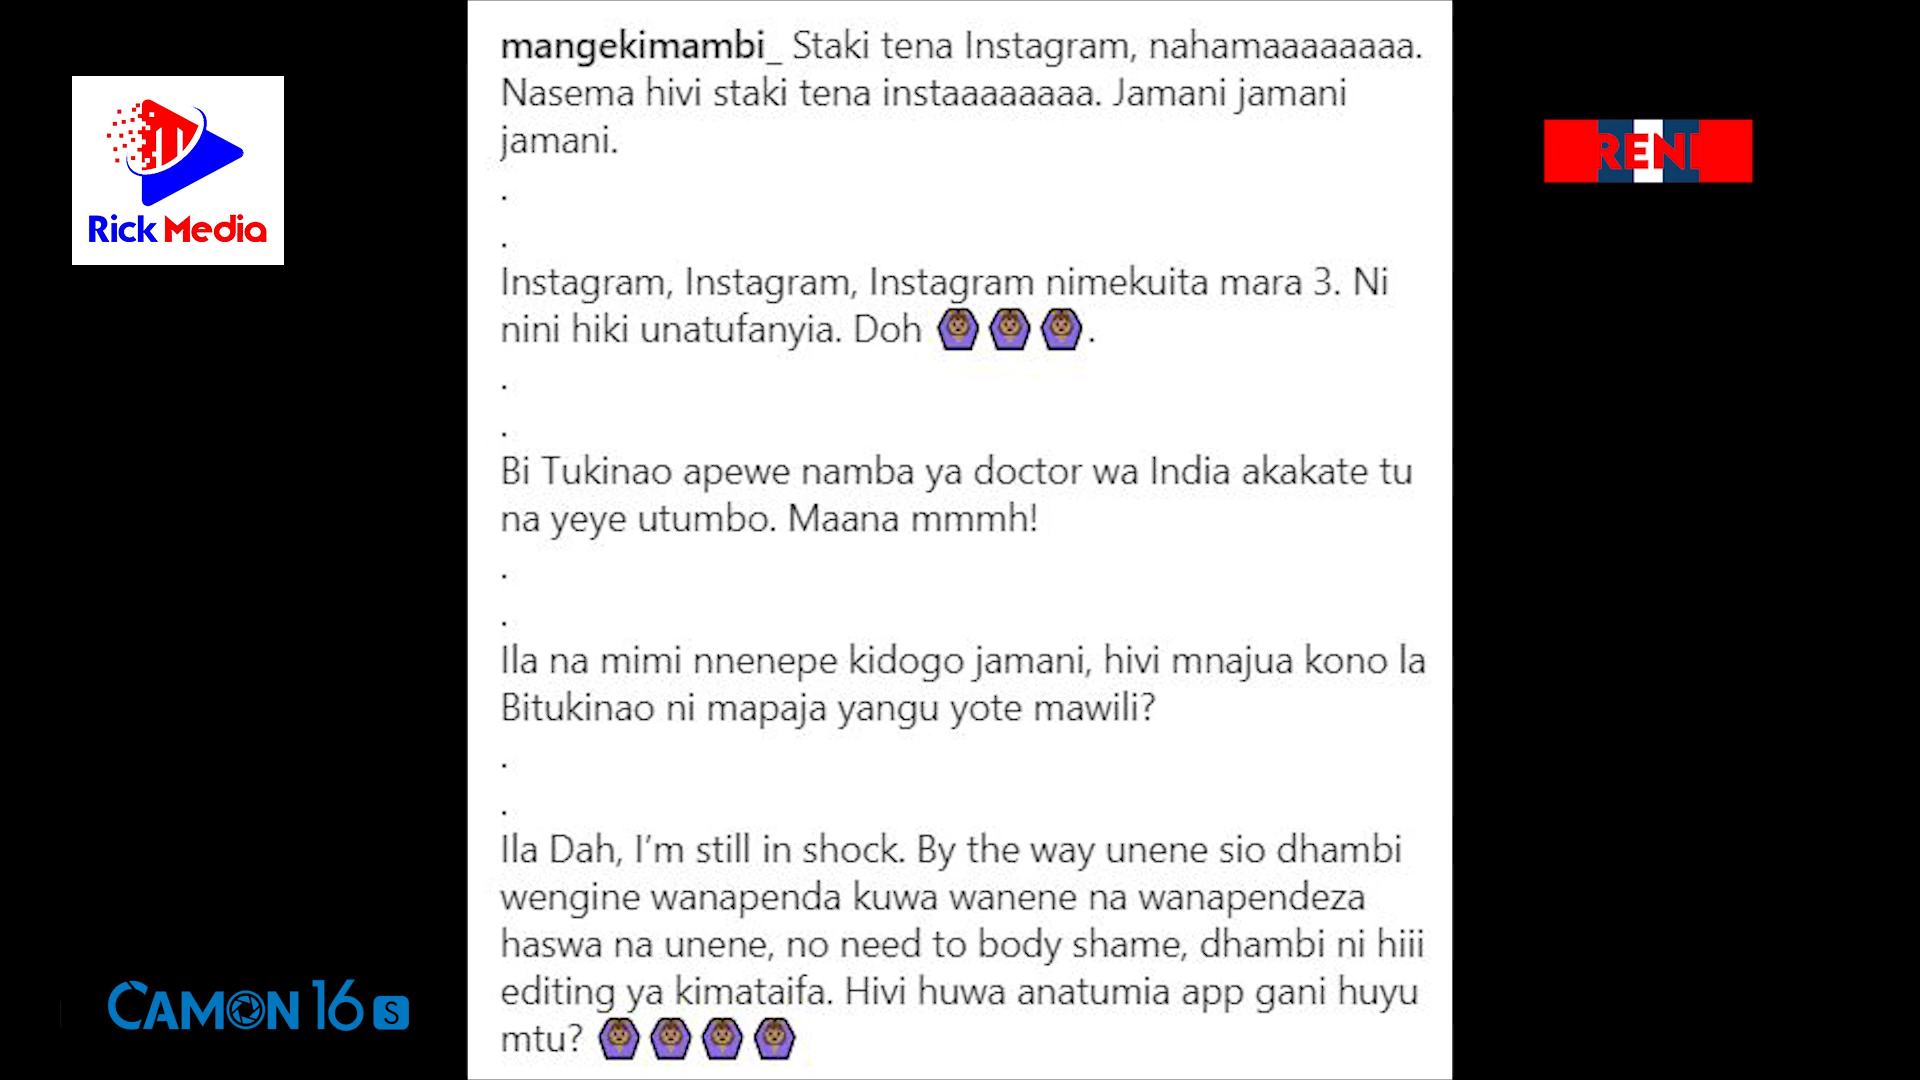 mangekimambi_ Staki tena Instagram, nahamaaaaaaaa.
Nasema hivi staki tena instaaaaaaaa. Jamani jamani
jamani.
.
.
Instagram, Instagram, Instagram nimekuita mara 3. Ni
nini hiki unatufanyia. Doh 🙆🏽‍♀️🙆🏽‍♀️🙆🏽‍♀️.
.
.
Bi Tukinao apewe namba ya doctor wa India akakate tu
na yeye utumbo. Maana mmmh!
.
.
Ila na mimi nnenepe kidogo jamani, hivi mnajua kono la
Bitukinao ni mapaja yangu yote mawili?
.
.
Ila Dah, I’m still in shock. By the way unene sio dhambi
wengine wanapenda kuwa wanene na wanapendeza
haswa na unene, no need to body shame, dhambi ni hiii
editing ya kimataifa. Hivi huwa anatumia app gani huyu
mtu? 🙆🏽‍♀️🙆🏽‍♀️🙆🏽‍♀️🙆🏽‍♀️
Rick Media
CAMON 16 S